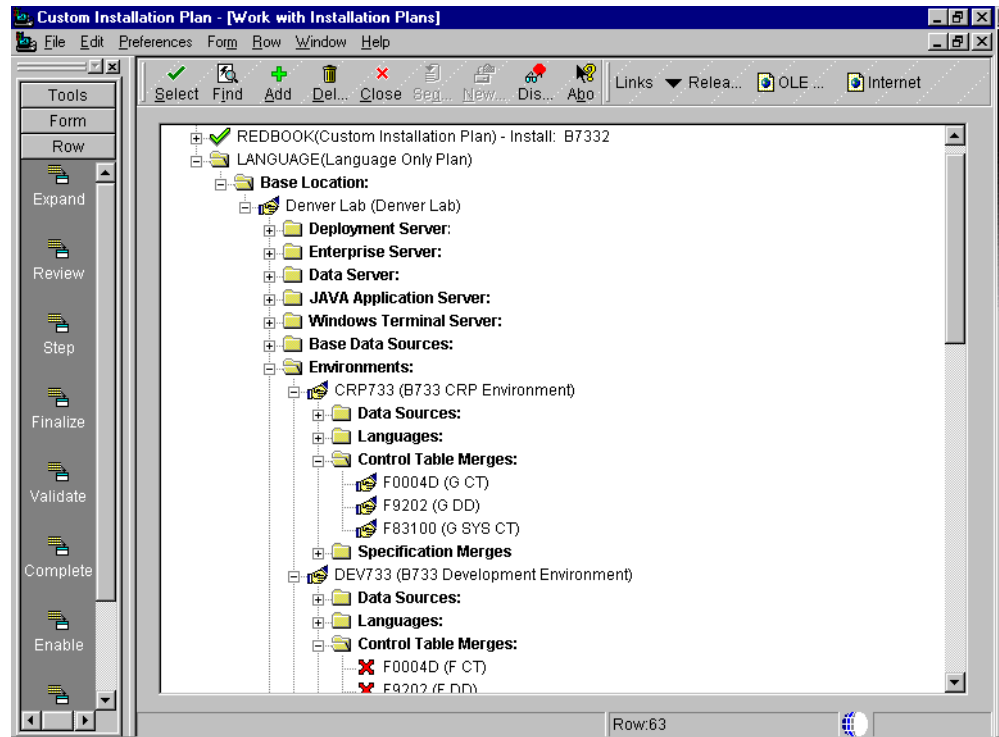 Custom Installation Plan - [Work with Installation Plans]
File Edit Preferences Form Row Window Help
Tools
Form
Row
Expand
Review
Step
Finalize
Validate
Complete
Enable
Select Find Add Del... Close Seq... New... Dis... Abo Links Relea... OLE ... Internet
REDBOOK(Custom Installation Plan) - Install: B7332
LANGUAGE(Language Only Plan)
Base Location:
Denver Lab (Denver Lab)
Deployment Server:
Enterprise Server:
Data Server:
JAVA Application Server:
Windows Terminal Server:
Base Data Sources:
Environments:
CRP733 (B733 CRP Environment)
Data Sources:
Languages:
Control Table Merges:
F0004D (G CT)
F9202 (G DD)
F83100 (G SYS CT)
Specification Merges
DEV733 (B733 Development Environment)
Data Sources:
Languages:
Control Table Merges:
F0004D (F CT)
F9202 (F DD)
Row:63